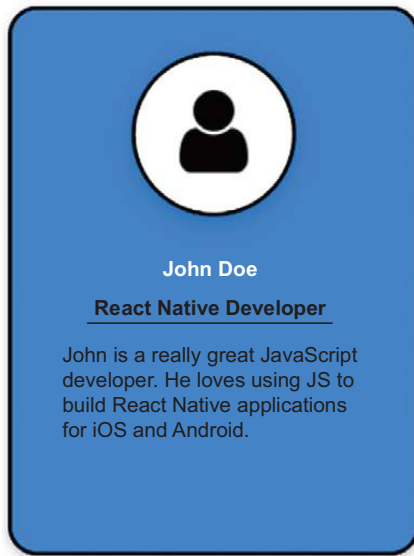 John Doe
React Native Developer
John is a really great JavaScript
developer. He loves using JS to
build React Native applications
for iOS and Android.